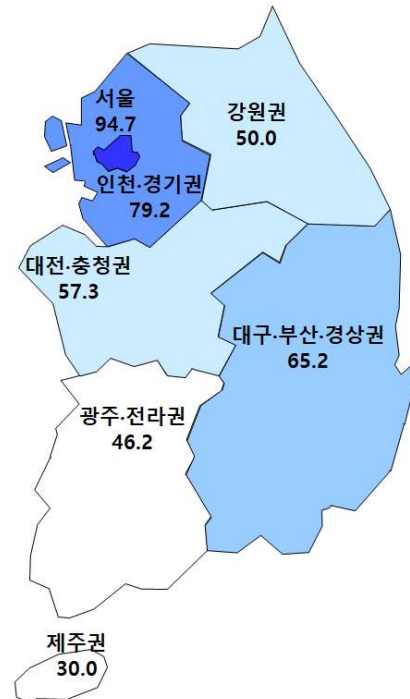 서울
94.7
강원권
50.0
인천·경기권
79.2
대전·충청권
57.3
대구·부산·경상권
65.2
광주·전라권
46.2
제주권
30.0